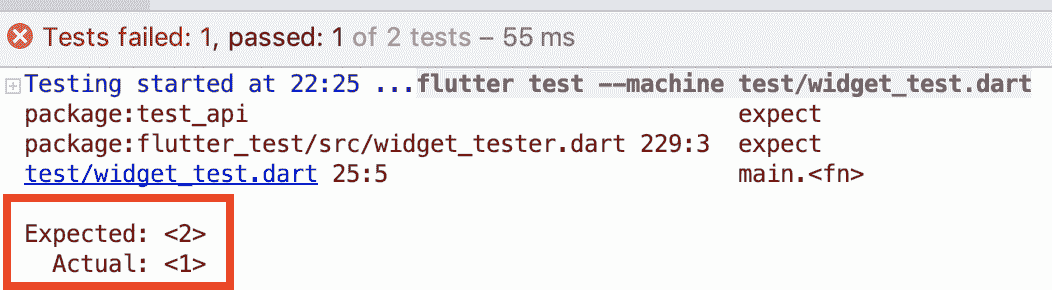 Tests failed: 1, passed: 1 of 2 tests – 55 ms
Testing started at 22:25 ...flutter test --machine test/widget_test.dart
package:test_api expect
package:flutter_test/src/widget_tester.dart 229:3 expect
test/widget_test.dart 25:5 main.<fn>
Expected: <2>
Actual: <1>